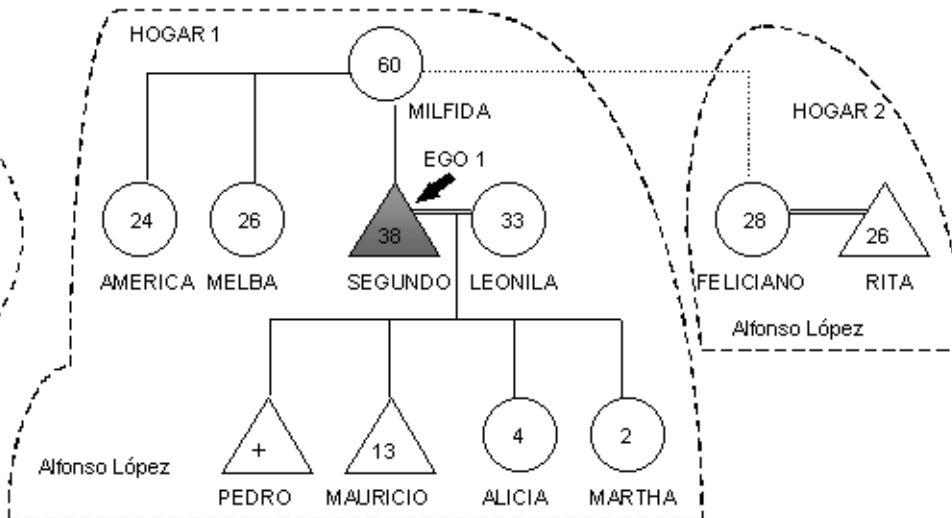 HOGAR 1
60
MILFIDA
HOGAR 2
EGO 1
24
26
38
33
28
26
AMERICA MELBA SEGUNDO LEONILA
FELICIANO RITA
Alfonso López
+
13
4
2
Alfonso López
PEDRO MAURICIO ALICIA MARTHA